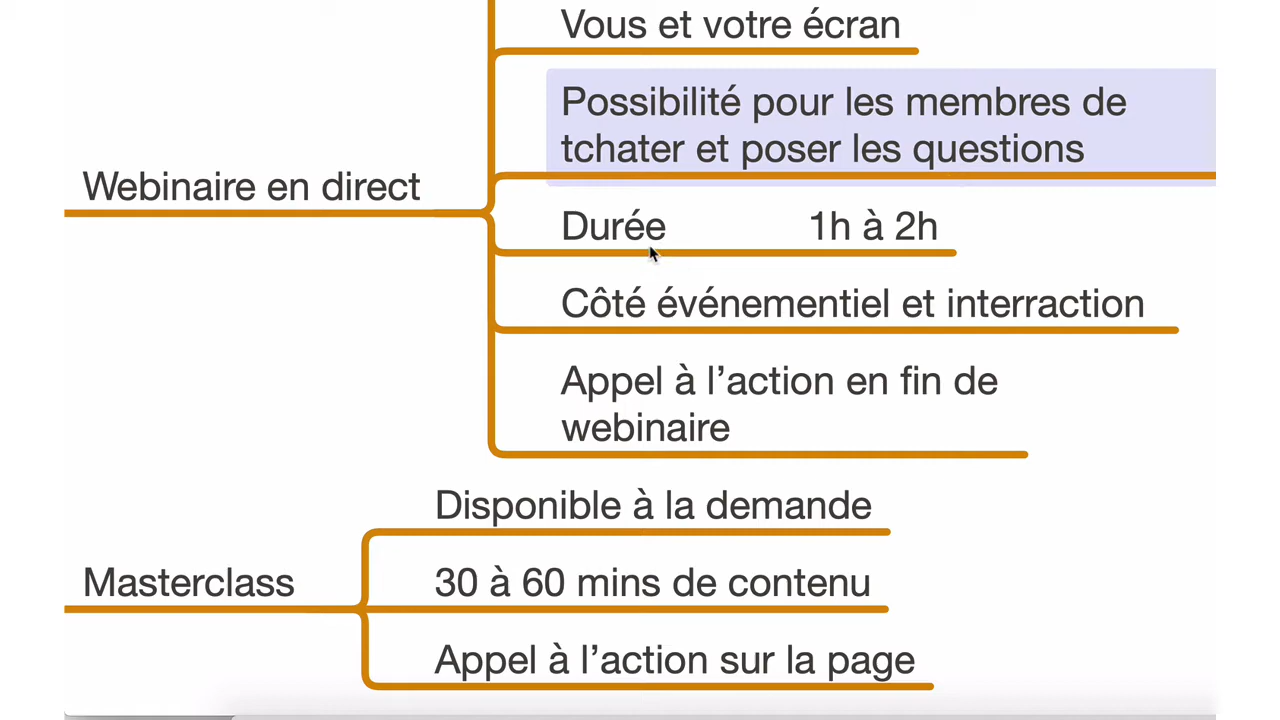 Vous et votre écran
Possibilité pour les membres de
tchater et poser les questions
Webinaire en direct
Durée 1h à 2h
Côté événementiel et interraction
Appel à l’action en fin de
webinaire
Disponible à la demande
Masterclass
30 à 60 mins de contenu
Appel à l’action sur la page